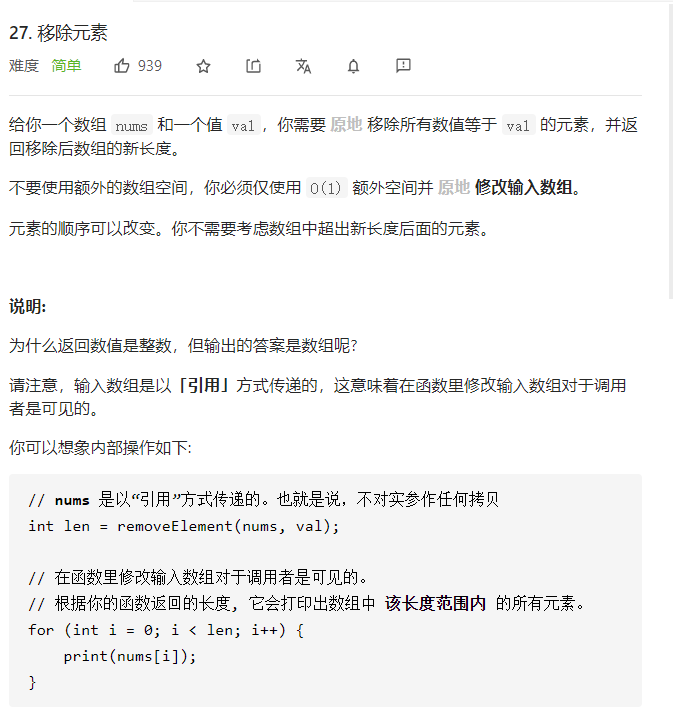 27. 移除元素
难度 简单 939
给你一个数组 nums 和一个值 val，你需要 原地 移除所有数值等于 val 的元素，并返
回移除后数组的新长度。
不要使用额外的数组空间，你必须仅使用 O(1) 额外空间并 原地 修改输入数组。
元素的顺序可以改变。你不需要考虑数组中超出新长度后面的元素。
说明:
为什么返回数值是整数，但输出的答案是数组呢?
请注意，输入数组是以「引用」方式传递的，这意味着在函数里修改输入数组对于调用
者是可见的。
你可以想象内部操作如下:
// nums 是以“引用”方式传递的。也就是说，不对实参作任何拷贝
int len = removeElement(nums, val);
// 在函数里修改输入数组对于调用者是可见的。
// 根据你的函数返回的长度, 它会打印出数组中 该长度范围内 的所有元素。
for (int i = 0; i < len; i++) {
    print(nums[i]);
}